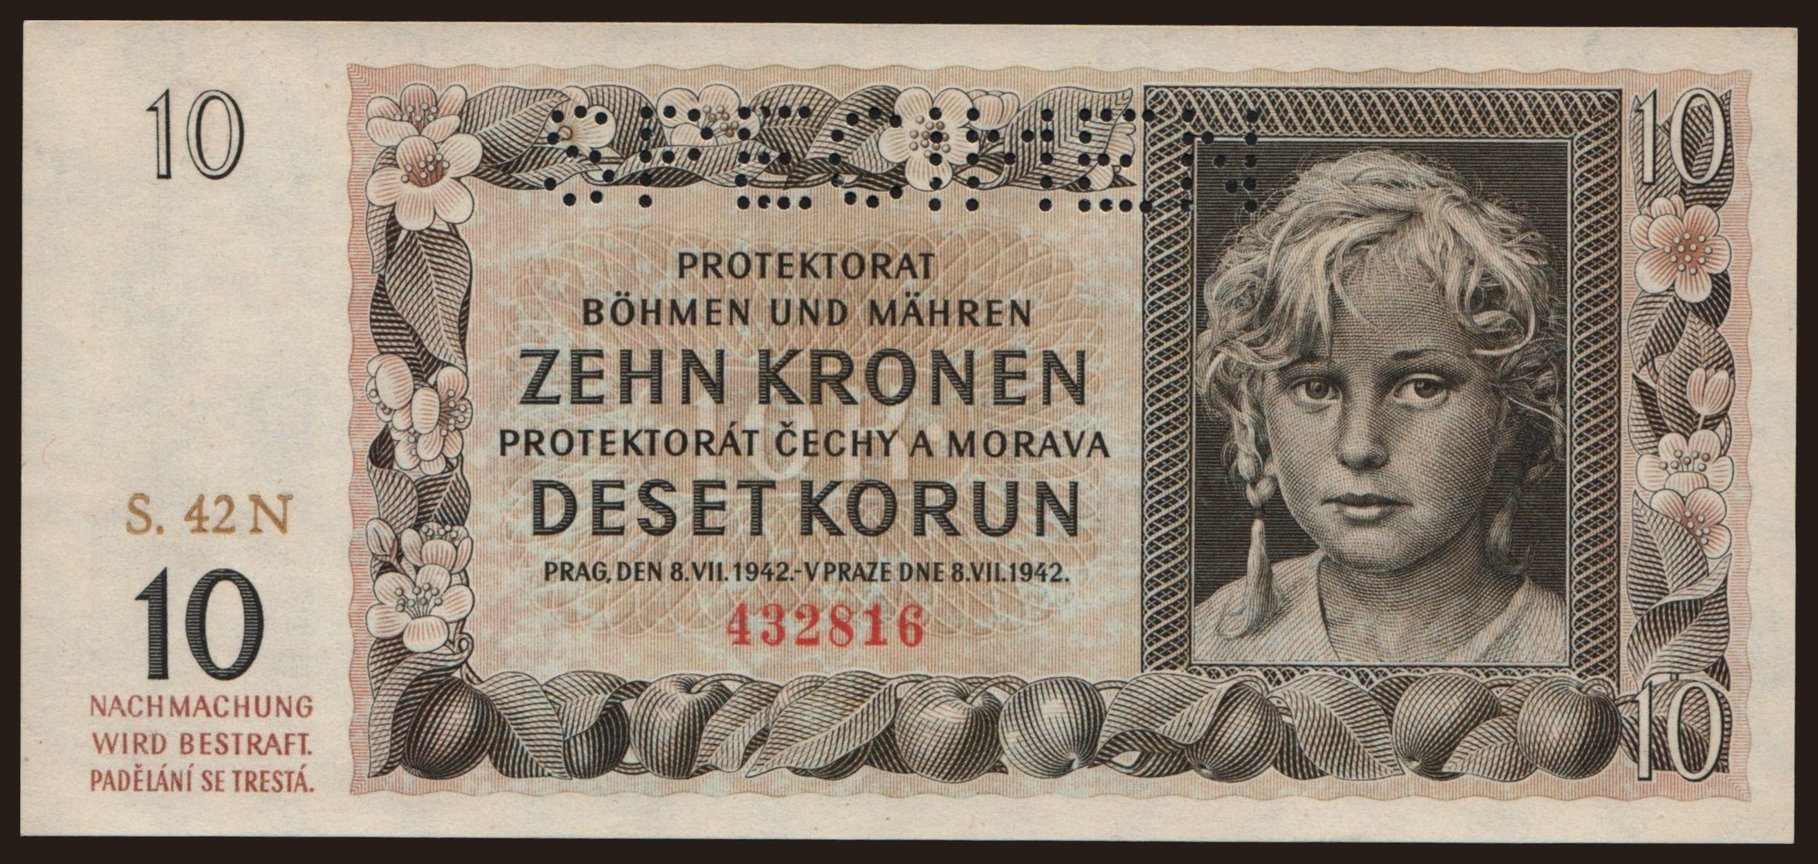 10
SPECIMEN
10
PROTEKTORAT
BÖHMEN UND MÄHREN
ZEHN KRONEN
PROTEKTORÁT ČECHY A MORAVA
DESET KORUN
PRAG, DEN 8.VII.1942.-V PRAZE DNE 8.VII.1942.
432816
S. 42 N
10
NACHMACHUNG
WIRD BESTRAFT.
PADĚLÁNÍ SE TRESTÁ.
10